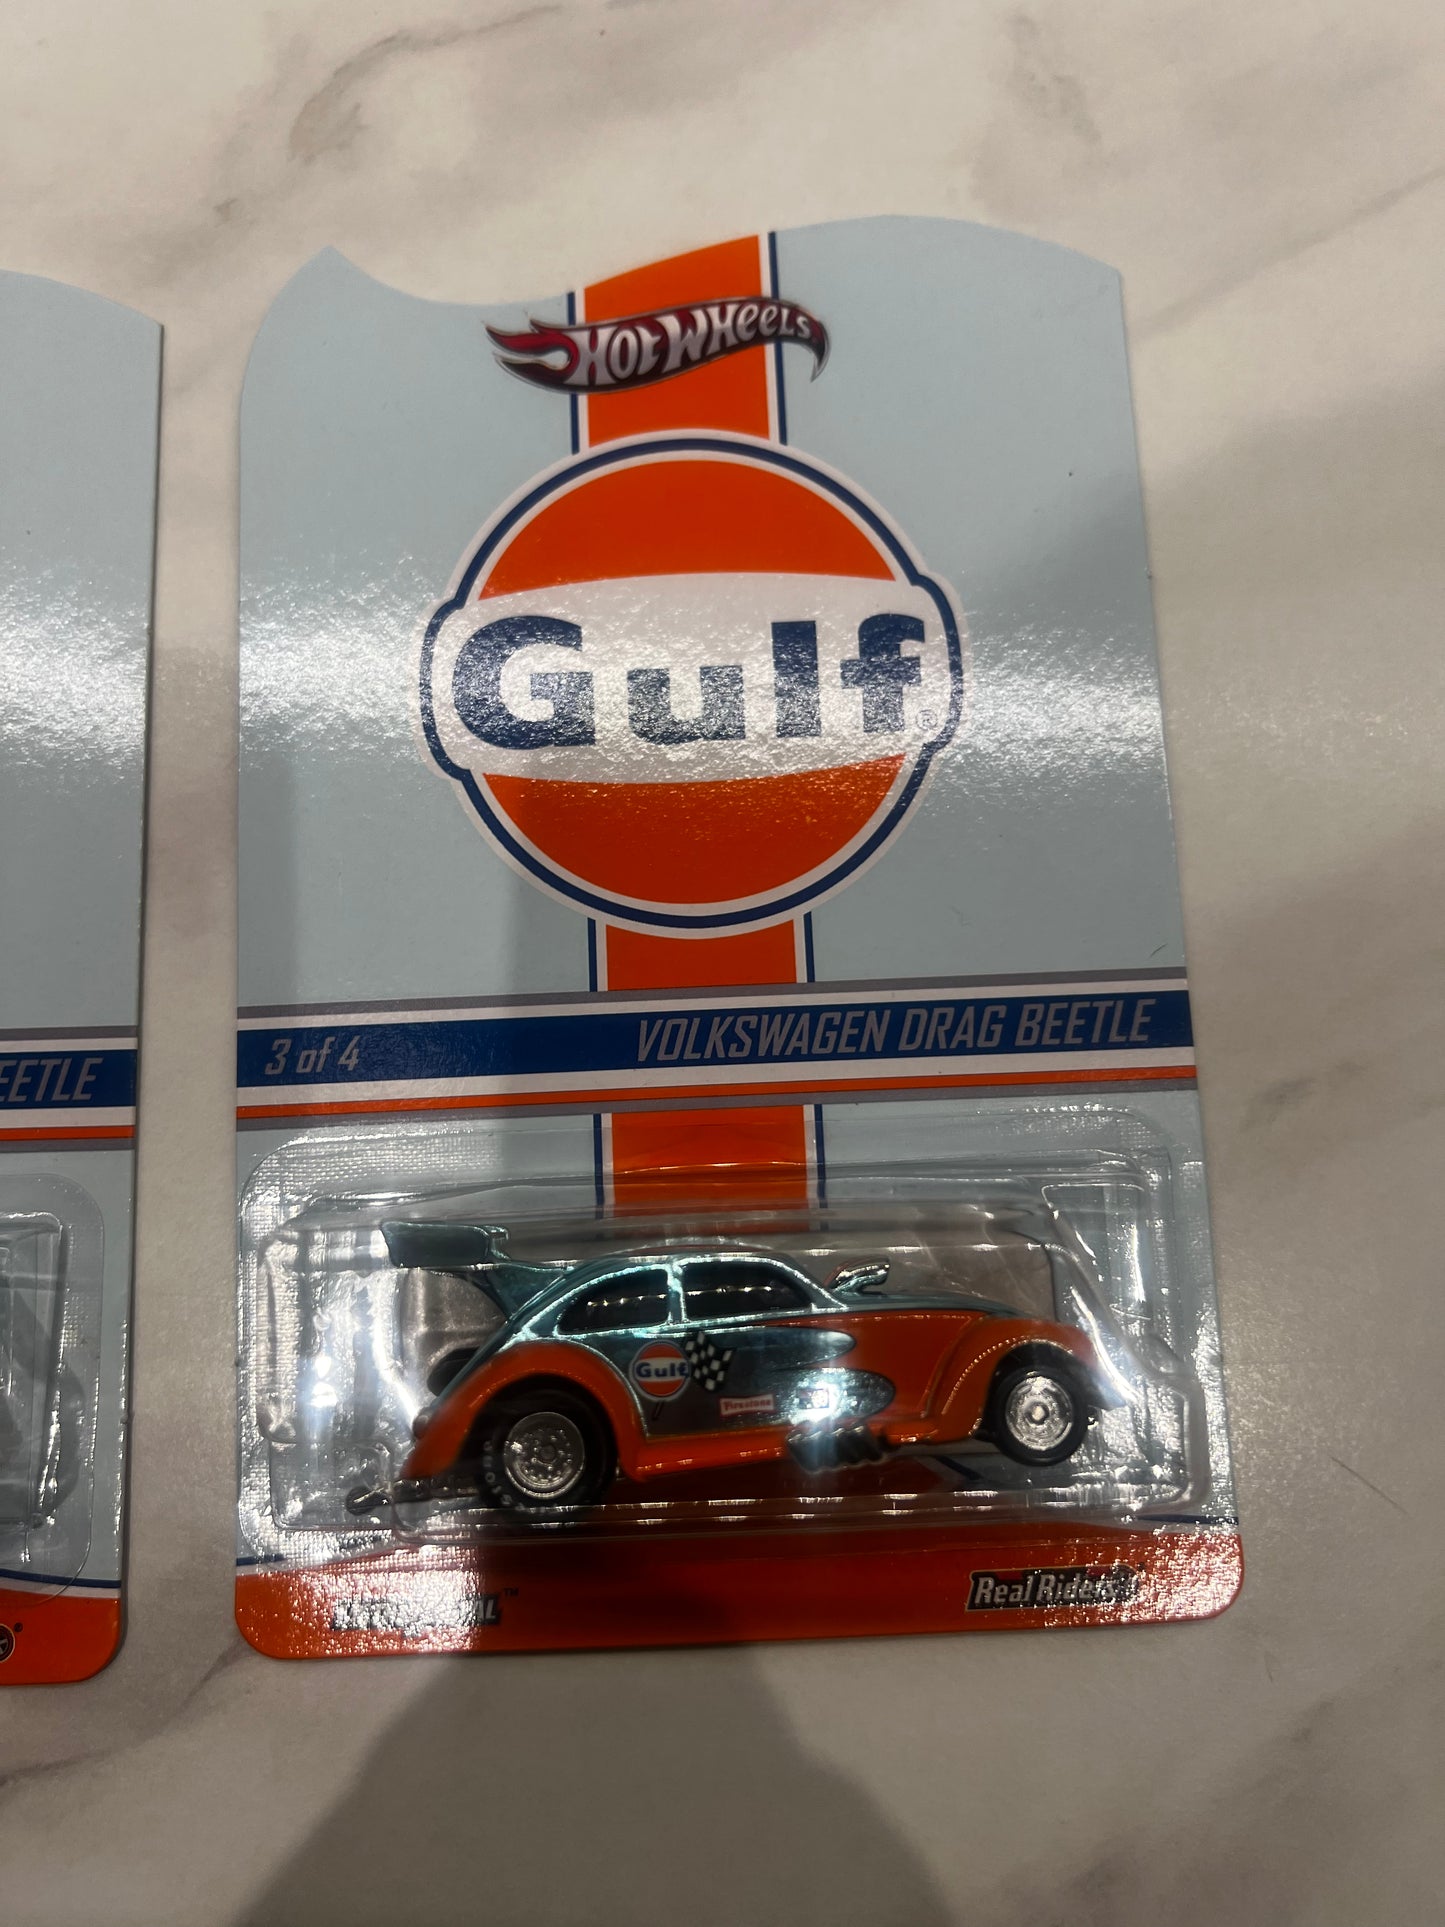 HOT WHEELS
Gulf®
3 of 4
VOLKSWAGEN DRAG BEETLE
EETLE
Gulf
Firestone
Real Riders